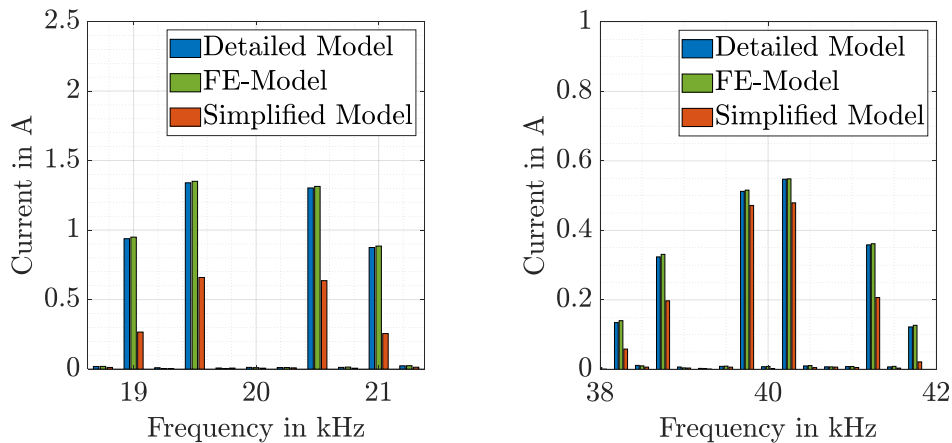 2.5
2
1.5
1
0.5
0
19
20
21
Current in A
Frequency in kHz
Detailed Model
FE-Model
Simplified Model
1
0.8
0.6
0.4
0.2
0
38
40
42
Current in A
Frequency in kHz
Detailed Model
FE-Model
Simplified Model